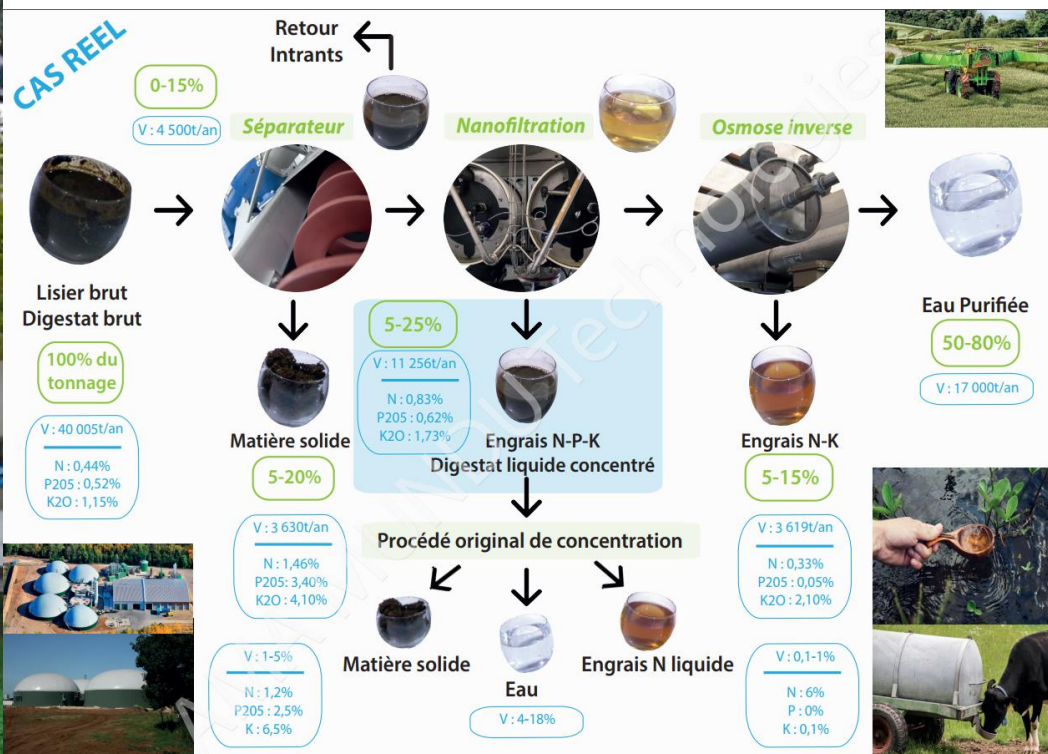 CAS REEL
Retour
Intrants
0-15%
V : 4 500t/an
Séparateur
Nanofiltration
Osmose inverse
Lisier brut
Digestat brut
100% du
tonnage
V : 40 005t/an
N : 0,44%
P205 : 0,52%
K2O : 1,15%
Matière solide
5-20%
V : 3 630t/an
N : 1,46%
P205: 3,40%
K2O : 4,10%
5-25%
V : 11 256t/an
N : 0,83%
P205 : 0,62%
K2O : 1,73%
Engrais N-P-K
Digestat liquide concentré
Engrais N-K
5-15%
V : 3 619t/an
N : 0,33%
P205 : 0,05%
K2O : 2,10%
Eau Purifiée
50-80%
V : 17 000t/an
Procédé original de concentration
Matière solide
V : 1-5%
N : 1,2%
P205 : 2,5%
K : 6,5%
Eau
V : 4-18%
Engrais N liquide
V : 0,1-1%
N : 6%
P : 0%
K : 0,1%